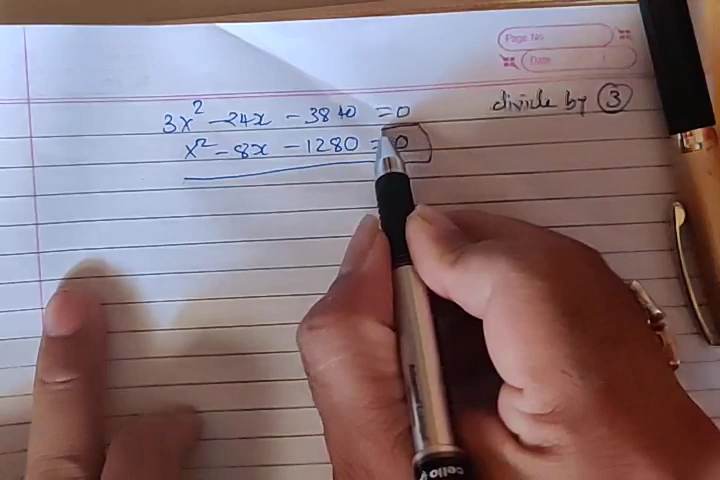 Page No
Date
3x² - 24x - 3840 = 0 divide by ③
x² - 8x - 1280 = 0
cello